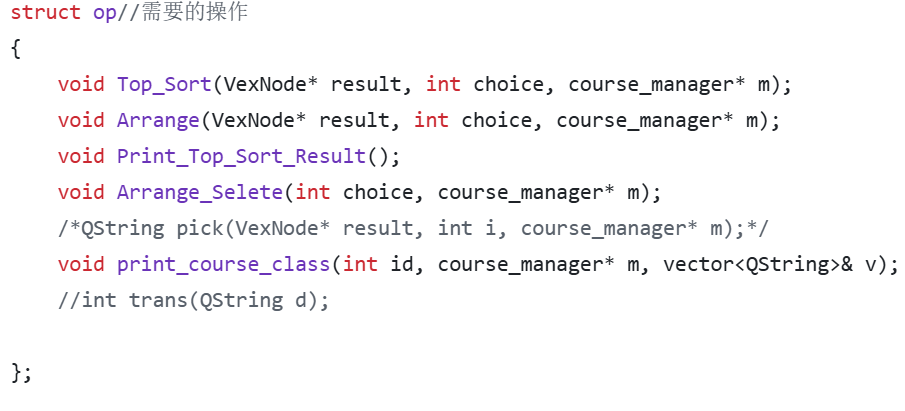 struct op//需要的操作
{
    void Top_Sort(VexNode* result, int choice, course_manager* m);
    void Arrange(VexNode* result, int choice, course_manager* m);
    void Print_Top_Sort_Result();
    void Arrange_Selete(int choice, course_manager* m);
    /*QString pick(VexNode* result, int i, course_manager* m);*/
    void print_course_class(int id, course_manager* m, vector<QString>& v);
    //int trans(QString d);
};